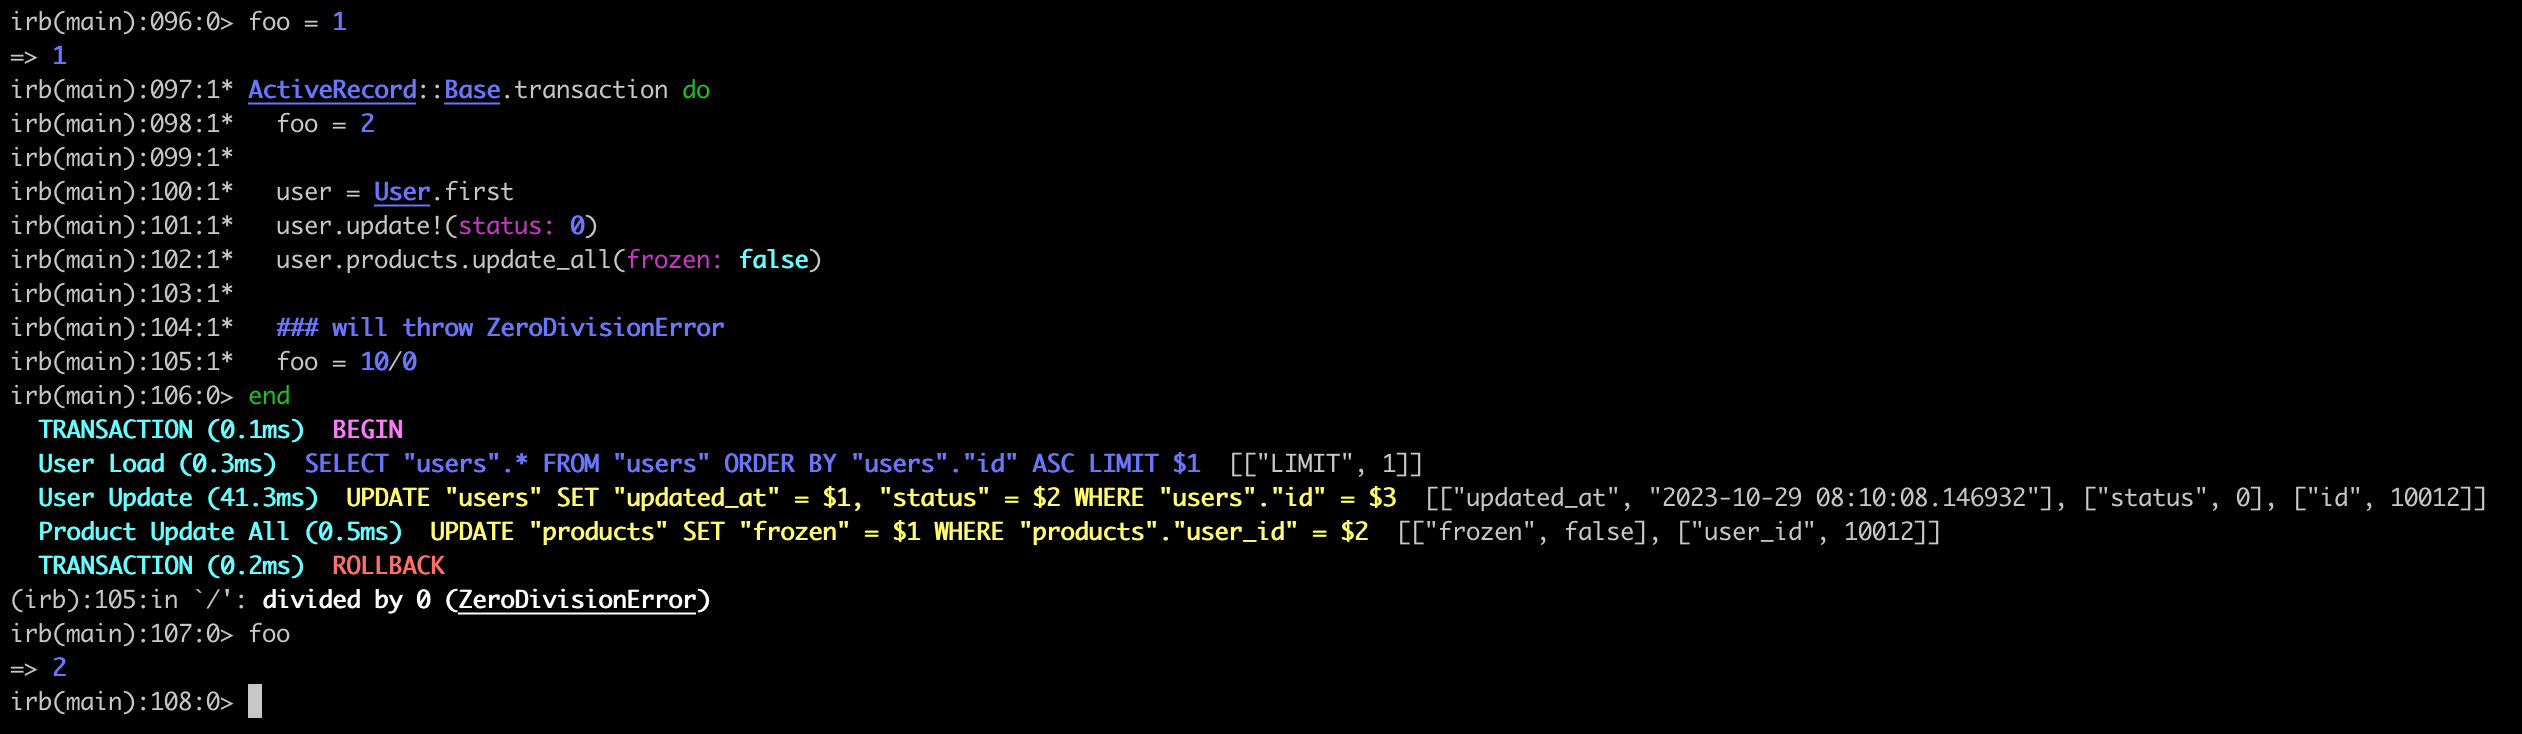 irb(main):096:0> foo = 1
=> 1
irb(main):097:1* ActiveRecord::Base.transaction do
irb(main):098:1*   foo = 2
irb(main):099:1*
irb(main):100:1*   user = User.first
irb(main):101:1*   user.update!(status: 0)
irb(main):102:1*   user.products.update_all(frozen: false)
irb(main):103:1*
irb(main):104:1*   ### will throw ZeroDivisionError
irb(main):105:1*   foo = 10/0
irb(main):106:0> end
  TRANSACTION (0.1ms)  BEGIN
  User Load (0.3ms)  SELECT "users".* FROM "users" ORDER BY "users"."id" ASC LIMIT $1  [["LIMIT", 1]]
  User Update (41.3ms)  UPDATE "users" SET "updated_at" = $1, "status" = $2 WHERE "users"."id" = $3  [["updated_at", "2023-10-29 08:10:08.146932"], ["status", 0], ["id", 10012]]
  Product Update All (0.5ms)  UPDATE "products" SET "frozen" = $1 WHERE "products"."user_id" = $2  [["frozen", false], ["user_id", 10012]]
  TRANSACTION (0.2ms)  ROLLBACK
(irb):105:in `/': divided by 0 (ZeroDivisionError)
irb(main):107:0> foo
=> 2
irb(main):108:0>